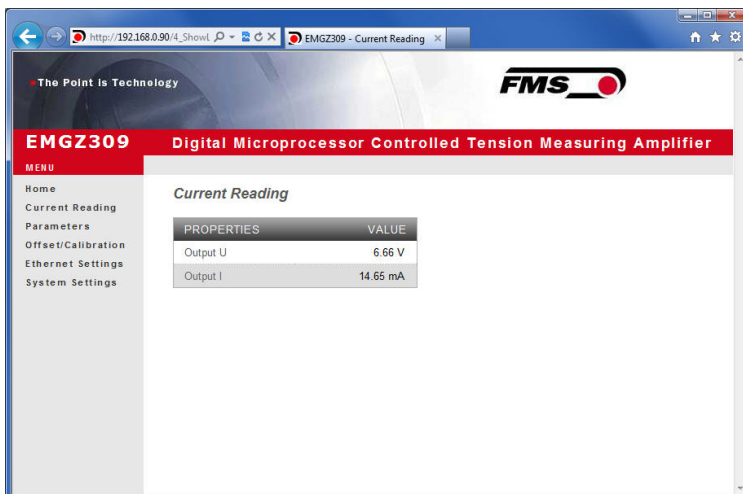 http://192.168.0.90/4_ShowL
EMGZ309 - Current Reading
The Point is Technology
FMS
EMGZ309
Digital Microprocessor Controlled Tension Measuring Amplifier
MENU
Home
Current Reading
Parameters
Offset/Calibration
Ethernet Settings
System Settings
Current Reading
PROPERTIES VALUE
Output U 6.66 V
Output I 14.65 mA